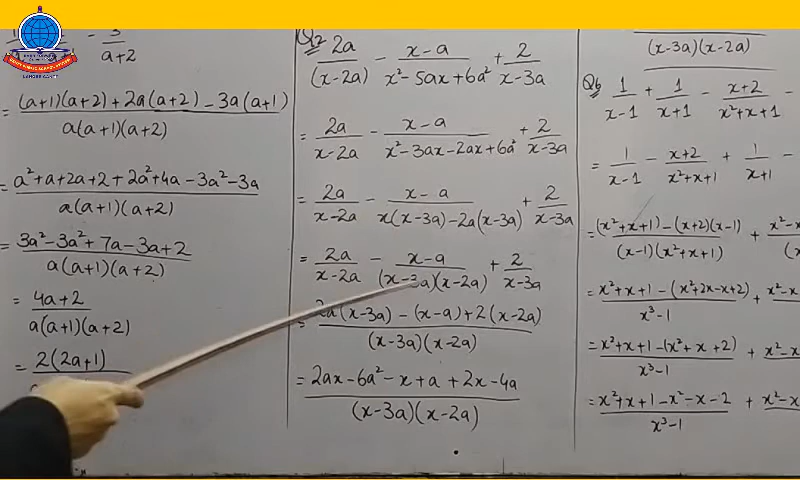 - 3/(a+2)
= ((a+1)(a+2) + 2a(a+2) - 3a(a+1))/(a(a+1)(a+2))
= (a²+a+2a+2+2a²+4a-3a²-3a)/(a(a+1)(a+2))
= (3a²-3a²+7a-3a+2)/(a(a+1)(a+2))
= (4a+2)/(a(a+1)(a+2))
= 2(2a+1)
2a/(x-2a) - (x-a)/(x²-5ax+6a²) + 2/(x-3a)
= 2a/(x-2a) - (x-a)/(x²-3ax-2ax+6a²) + 2/(x-3a)
= 2a/(x-2a) - (x-a)/(x(x-3a)-2a(x-3a)) + 2/(x-3a)
= 2a/(x-2a) - (x-a)/((x-3a)(x-2a)) + 2/(x-3a)
= (2a(x-3a) - (x-a) + 2(x-2a))/((x-3a)(x-2a))
= (2ax-6a²-x+a+2x-4a)/((x-3a)(x-2a))
(x-3a)(x-2a)
Q6 1/(x-1) + 1/(x+1) - (x+2)/(x²+x+1) -
= 1/(x-1) - (x+2)/(x²+x+1) + 1/(x+1) -
= ((x²+x+1)-(x+2)(x-1))/((x-1)(x²+x+1)) +
= (x²+x+1-(x²+2x-x+2))/(x³-1) +
= (x²+x+1-(x²+x+2))/(x³-1) +
= (x²+x+1-x²-x-2)/(x³-1) +